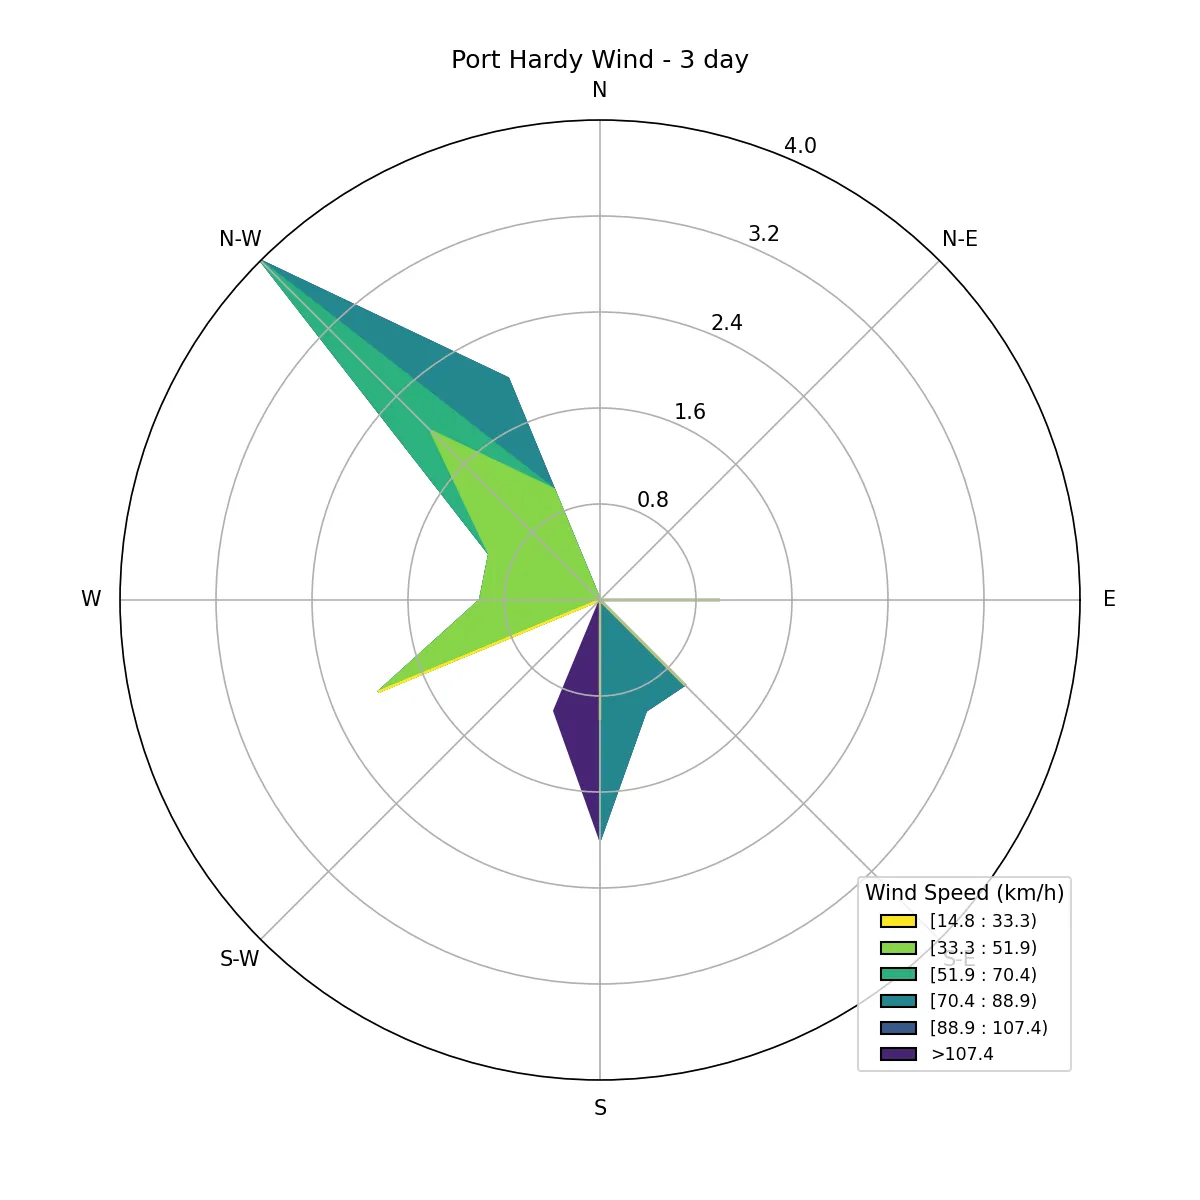 Port Hardy Wind - 3 day
N
4.0
N-W
3.2
N-E
2.4
1.6
0.8
W
E
Wind Speed (km/h)
[14.8 : 33.3)
[33.3 : 51.9)
S-W
S-E
[51.9 : 70.4)
[70.4 : 88.9)
[88.9 : 107.4)
>107.4
S